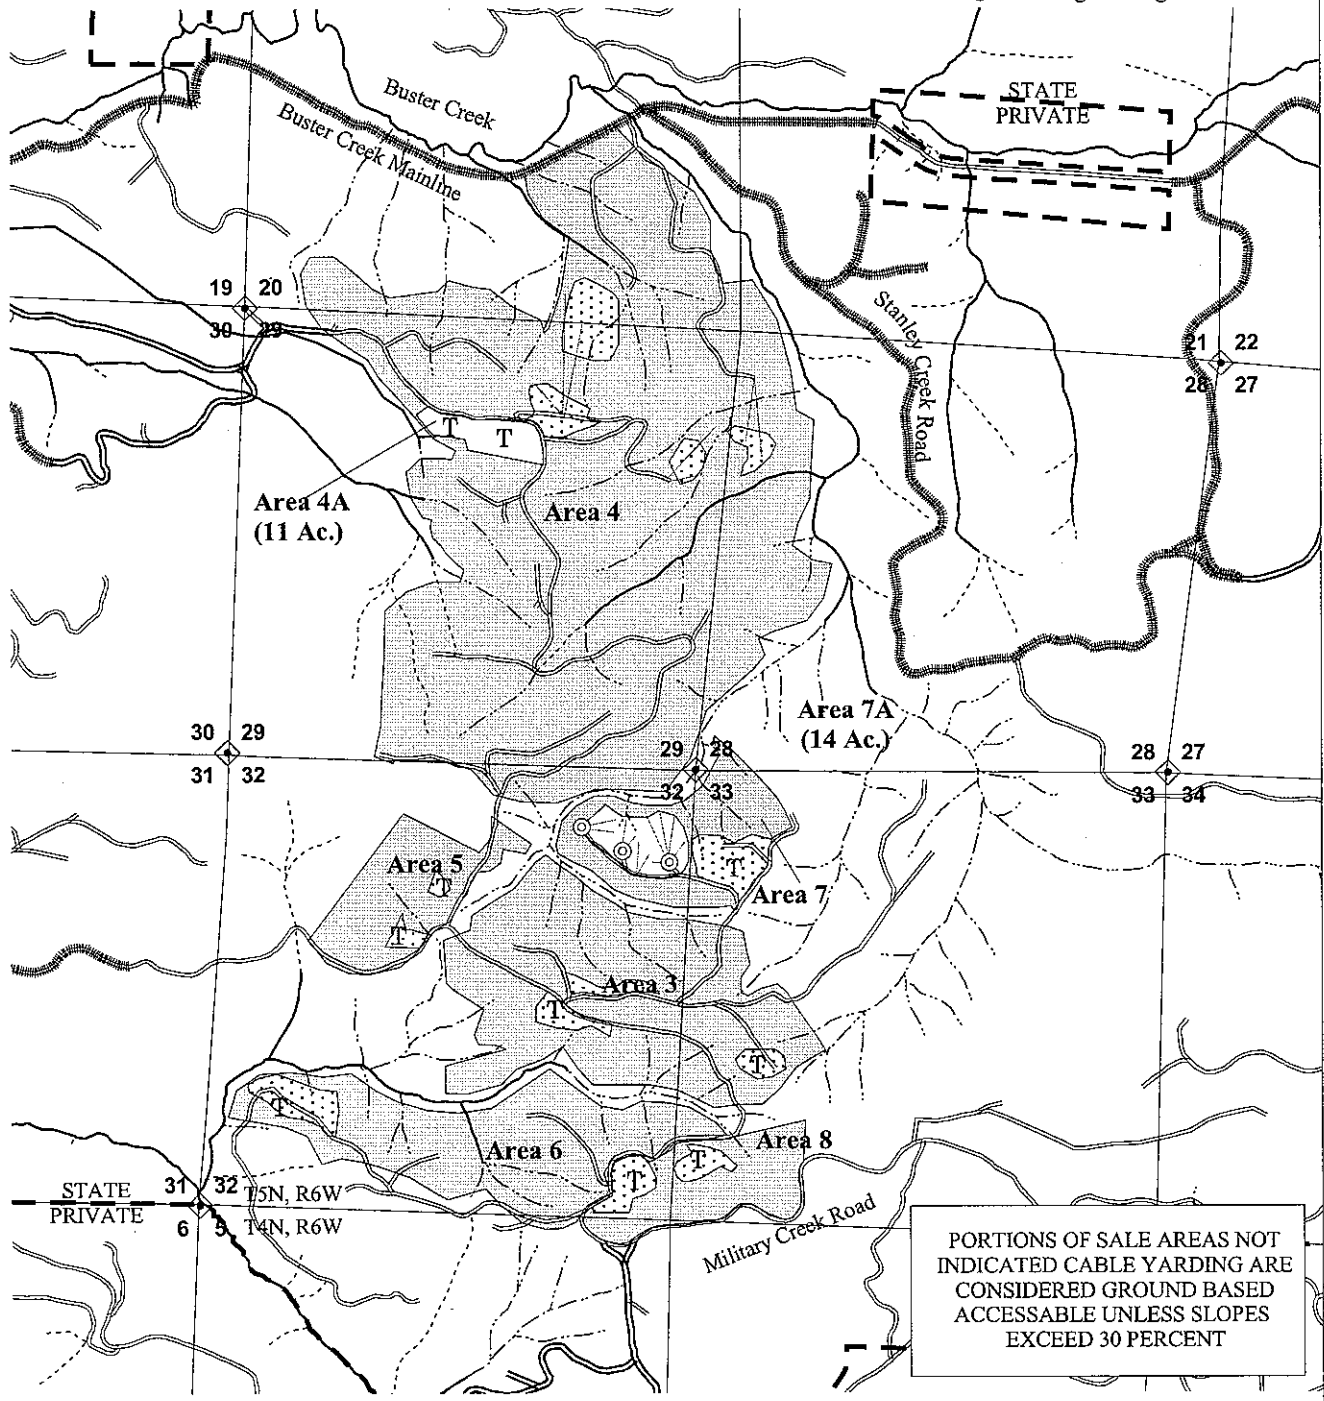 STATE
PRIVATE
Buster Creek
Buster Creek Mainline
19 20
30 29
Stanley Creek Road
21 22
28 27
T
T
Area 4A
(11 Ac.)
Area 4
Area 7A
(14 Ac.)
30 29
31 32
29 28
32 33
28 27
33 34
Area 5
T
T
T
Area 7
Area 3
T
T
T
Area 6
Area 8
T
T
31 32
STATE
PRIVATE
6 5
T5N, R6W
T4N, R6W
Military Creek Road
PORTIONS OF SALE AREAS NOT
INDICATED CABLE YARDING ARE
CONSIDERED GROUND BASED
ACCESSABLE UNLESS SLOPES
EXCEED 30 PERCENT